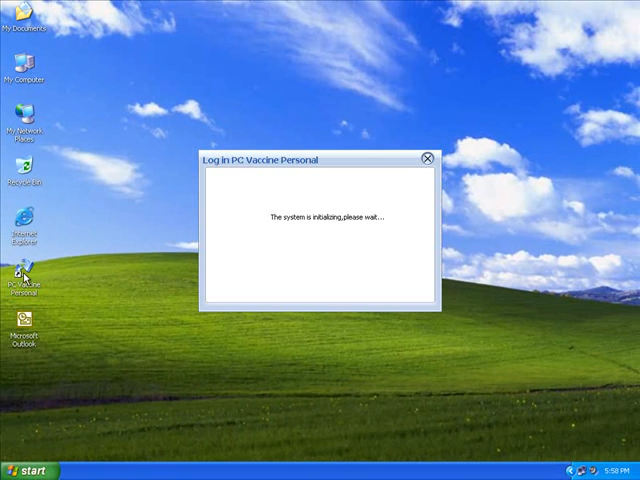 My Documents
My Computer
My Network
Places
Recycle Bin
Internet
Explorer
PC Vaccine
Personal
Microsoft
Outlook
Log in PC Vaccine Personal
The system is initializing,please wait...
start
5:58 PM